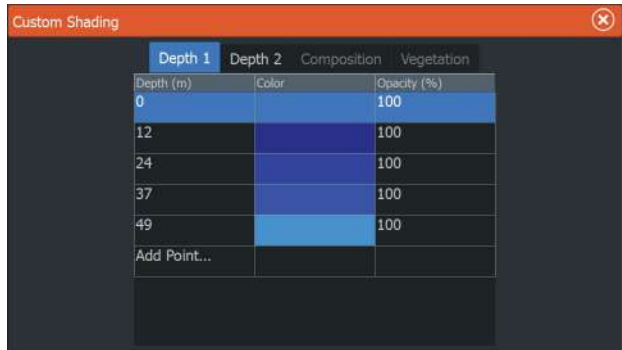 Custom Shading
Depth 1 Depth 2 Composition Vegetation
Depth (m) Color Opacity (%)
0 100
12 100
24 100
37 100
49 100
Add Point...